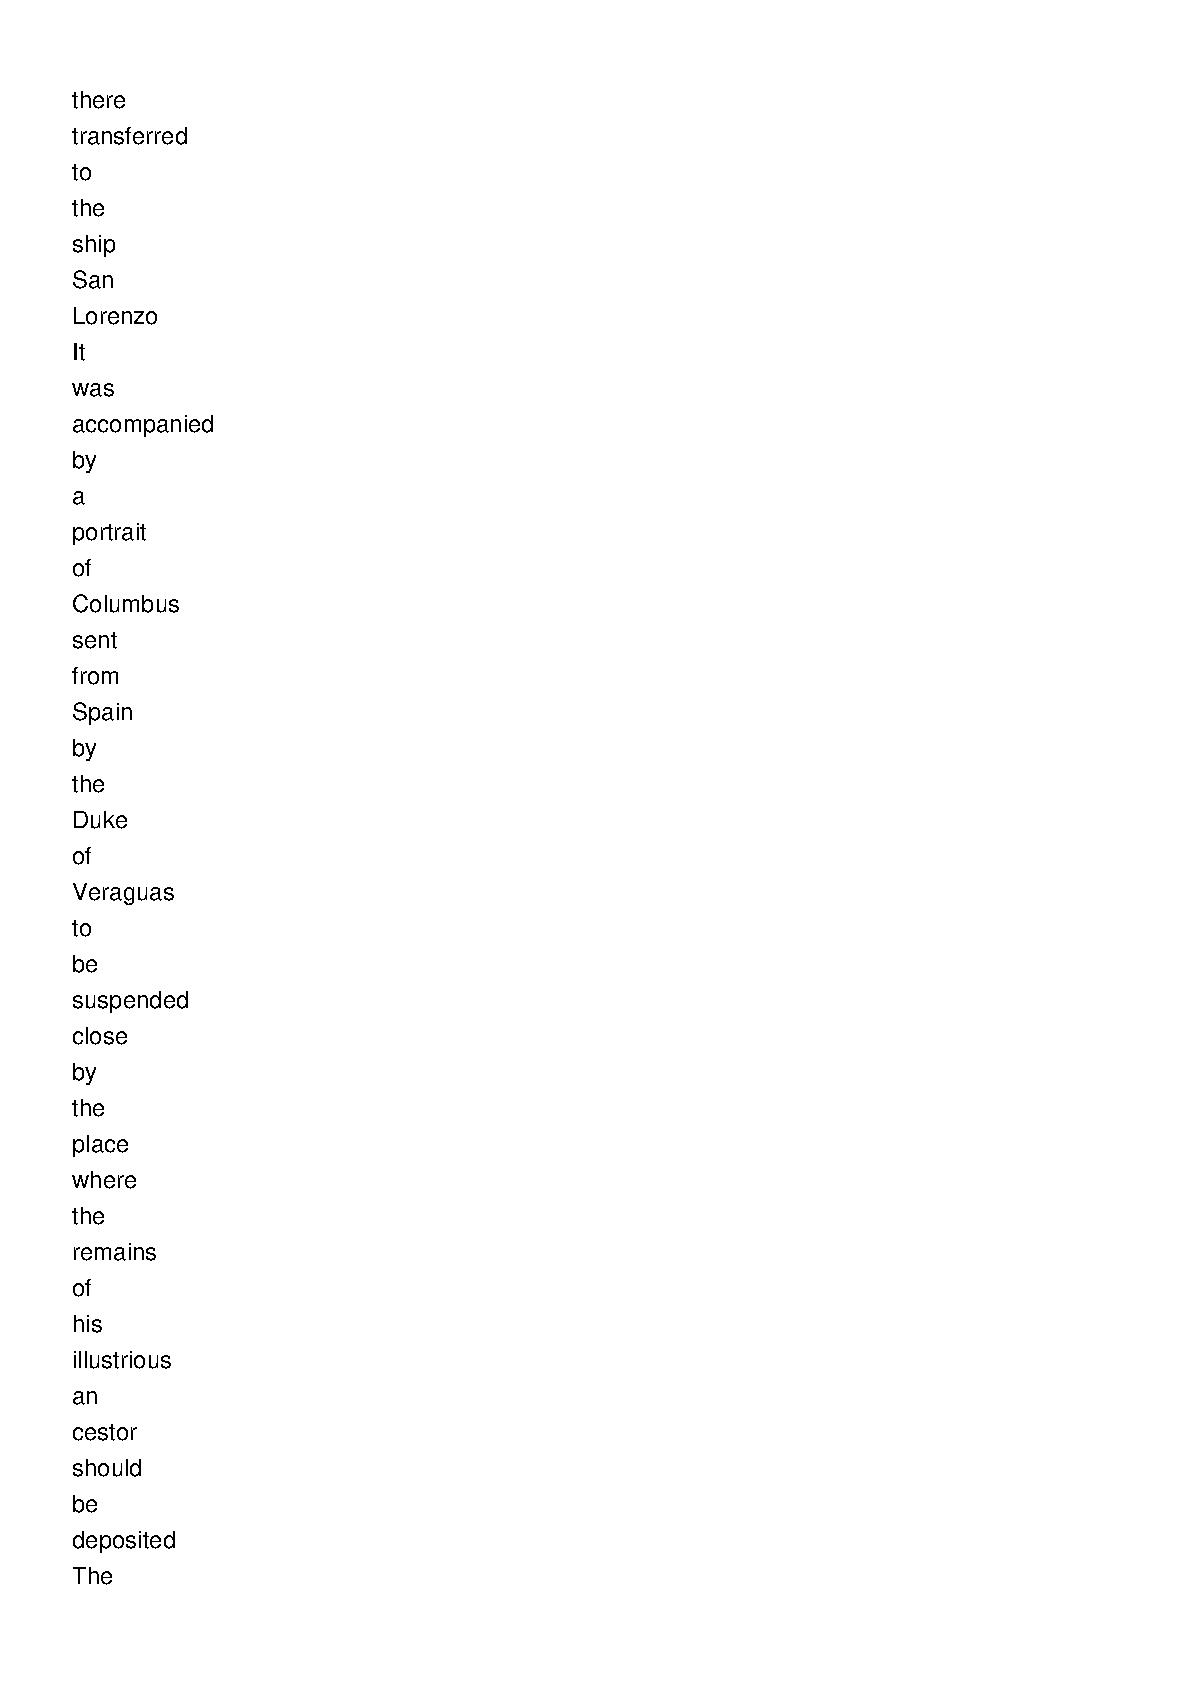 there
transferred
to
the
ship
San
Lorenzo
It
was
accompanied
by
a
portrait
of
Columbus
sent
from
Spain
by
the
Duke
of
Veraguas
to
be
suspended
close
by
the
place
where
the
remains
of
his
illustrious
an
cestor
should
be
deposited
The